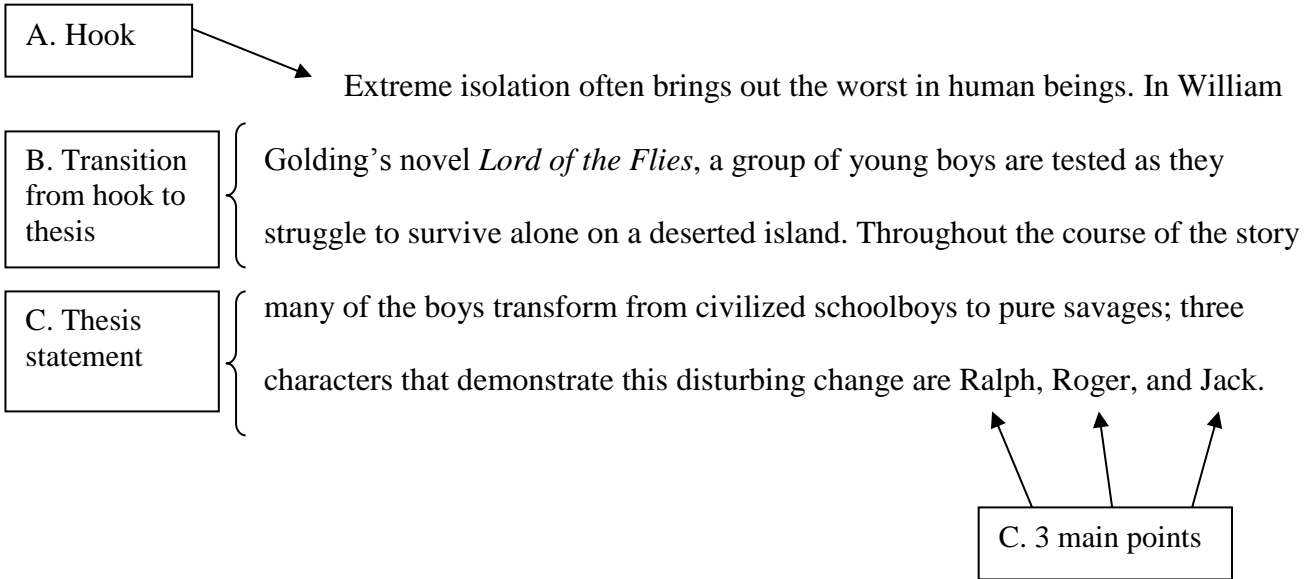 A. Hook
Extreme isolation often brings out the worst in human beings. In William
B. Transition
from hook to
thesis
Golding’s novel Lord of the Flies, a group of young boys are tested as they
struggle to survive alone on a deserted island. Throughout the course of the story
C. Thesis
statement
many of the boys transform from civilized schoolboys to pure savages; three
characters that demonstrate this disturbing change are Ralph, Roger, and Jack.
C. 3 main points